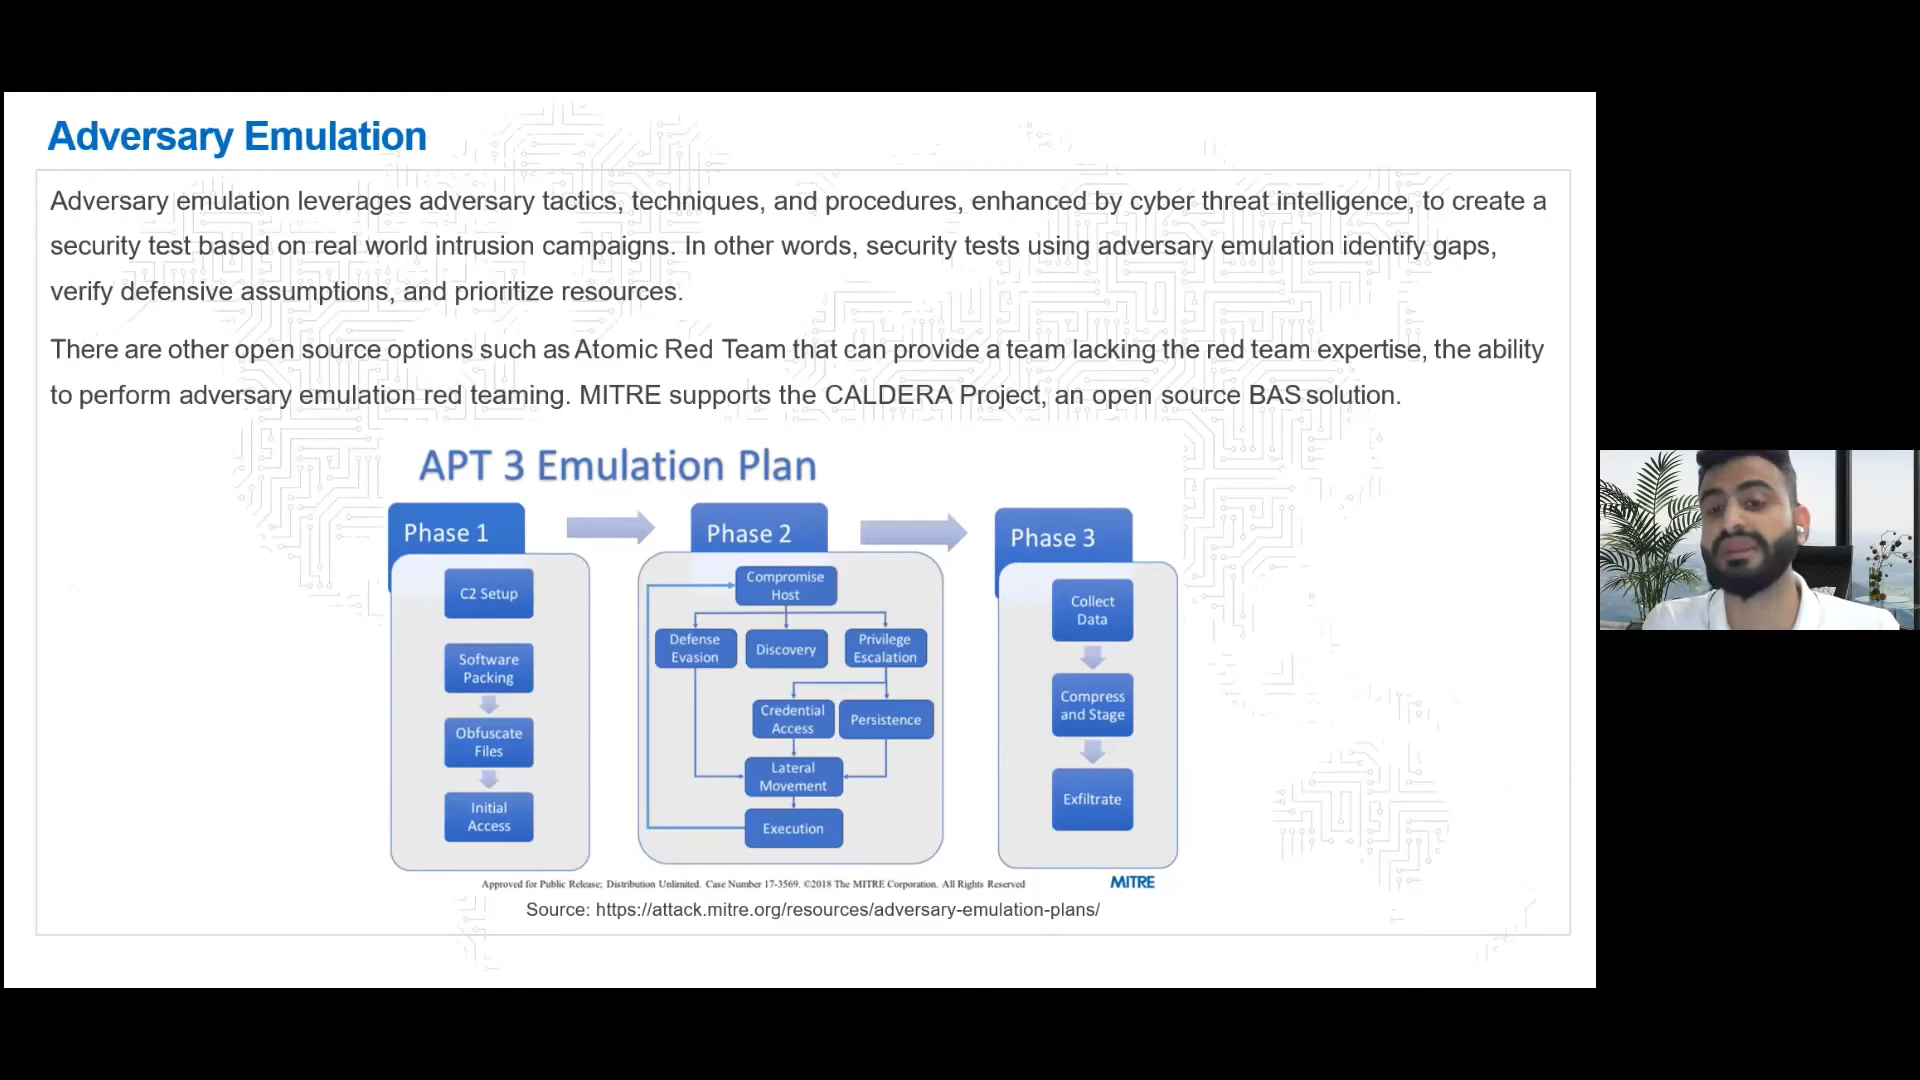 Adversary Emulation
Adversary emulation leverages adversary tactics, techniques, and procedures, enhanced by cyber threat intelligence, to create a
security test based on real world intrusion campaigns. In other words, security tests using adversary emulation identify gaps,
verify defensive assumptions, and prioritize resources.
There are other open source options such as Atomic Red Team that can provide a team lacking the red team expertise, the ability
to perform adversary emulation red teaming. MITRE supports the CALDERA Project, an open source BAS solution.
APT 3 Emulation Plan
Phase 1
C2 Setup
Software
Packing
Obfuscate
Files
Initial
Access
Phase 2
Compromise
Host
Defense
Evasion
Discovery
Privilege
Escalation
Credential
Access
Persistence
Lateral
Movement
Execution
Phase 3
Collect
Data
Compress
and Stage
Exfiltrate
Approved for Public Release; Distribution Unlimited. Case Number 17-3569. ©2018 The MITRE Corporation. All Rights Reserved
MITRE
Source: https://attack.mitre.org/resources/adversary-emulation-plans/